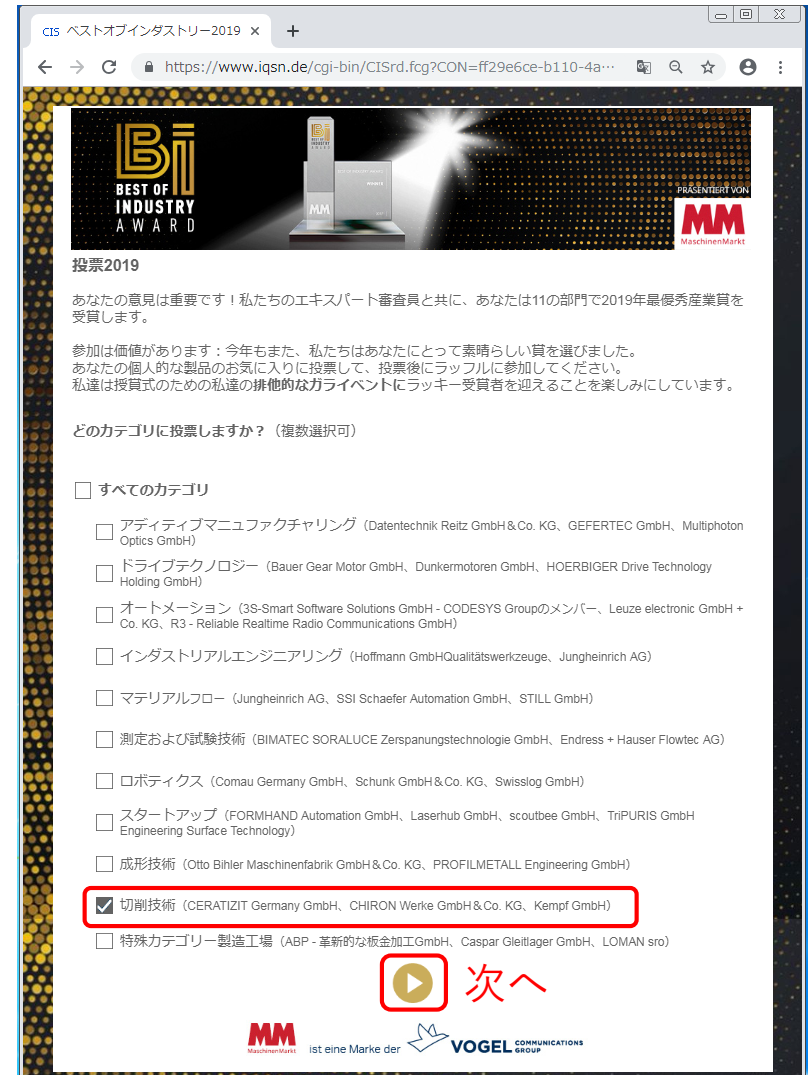 CIS ベストオブインダストリー2019
https://www.iqsn.de/cgi-bin/CISrd.fcg?CON=ff29e6ce-b110-4a…
Bi
BEST OF
INDUSTRY
AWARD
BEST OF INDUSTRY AWARD
MM
PRÄSENTIERT VON
MM
MaschinenMarkt
投票2019
あなたの意見は重要です！私たちのエキスパート審査員と共に、あなたは11の部門で2019年最優秀産業賞を
受賞します。
参加は価値があります：今年もまた、私たちはあなたにとって素晴らしい賞を選びました。
あなたの個人的な製品のお気に入りに投票して、投票後にラッフルに参加してください。
私達は授賞式のための私達の排他的なガライベントにラッキー受賞者を迎えることを楽しみにしています。
どのカテゴリに投票しますか？（複数選択可）
すべてのカテゴリ
アディティブマニュファクチャリング（Datentechnik Reitz GmbH＆Co. KG、GEFERTEC GmbH、Multiphoton
Optics GmbH）
ドライブテクノロジー（Bauer Gear Motor GmbH、Dunkermotoren GmbH、HOERBIGER Drive Technology
Holding GmbH）
オートメーション（3S-Smart Software Solutions GmbH - CODESYS Groupのメンバー、Leuze electronic GmbH +
Co. KG、R3 - Reliable Realtime Radio Communications GmbH）
インダストリアルエンジニアリング（Hoffmann GmbHQualitätswerkzeuge、Jungheinrich AG）
マテリアルフロー（Jungheinrich AG、SSI Schaefer Automation GmbH、STILL GmbH）
測定および試験技術（BIMATEC SORALUCE Zerspanungstechnologie GmbH、Endress + Hauser Flowtec AG）
ロボティクス（Comau Germany GmbH、Schunk GmbH＆Co. KG、Swisslog GmbH）
スタートアップ（FORMHAND Automation GmbH、Laserhub GmbH、scoutbee GmbH、TriPURIS GmbH
Engineering Surface Technology）
成形技術（Otto Bihler Maschinenfabrik GmbH＆Co. KG、PROFILMETALL Engineering GmbH）
切削技術（CERATIZIT Germany GmbH、CHIRON Werke GmbH＆Co. KG、Kempf GmbH）
特殊カテゴリー製造工場（ABP - 革新的な板金加工GmbH、Caspar Gleitlager GmbH、LOMAN sro）
次へ
MM
MaschinenMarkt
ist eine Marke der
VOGEL COMMUNICATIONS
GROUP